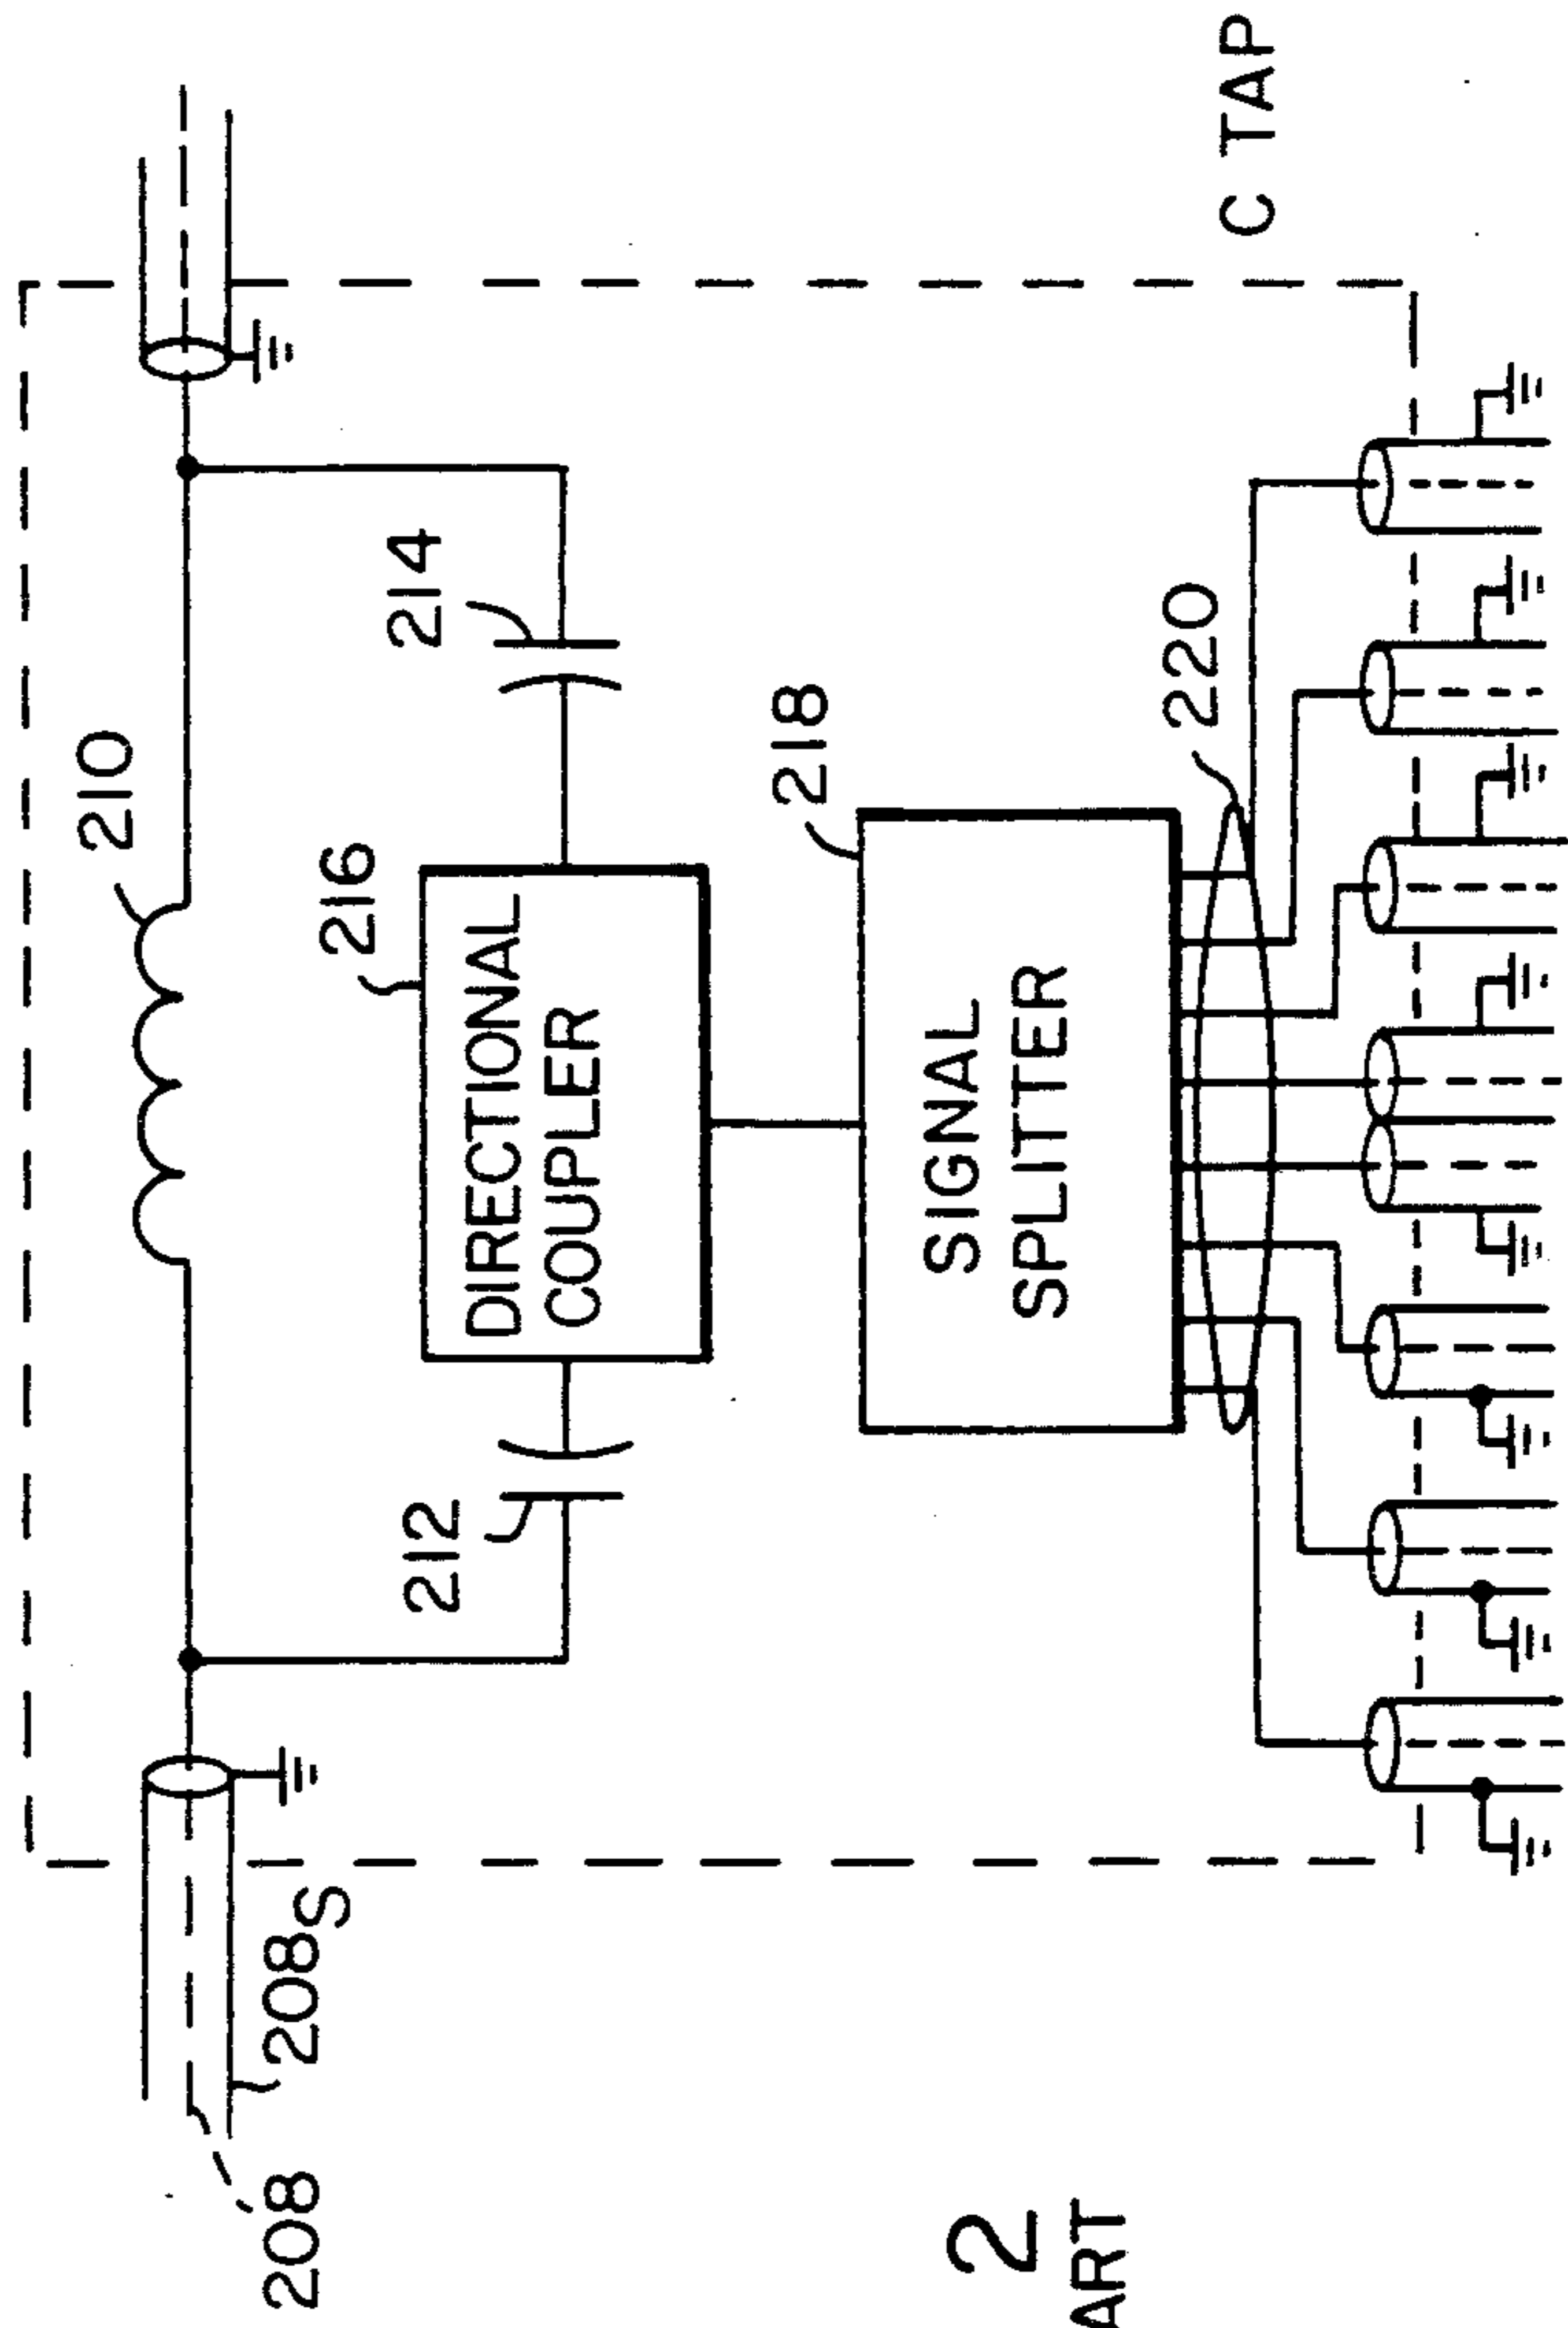 210
214
216
DIRECTIONAL
COUPLER
212
218
SIGNAL
SPLITTER
220
208
208S
C TAP
2
ART